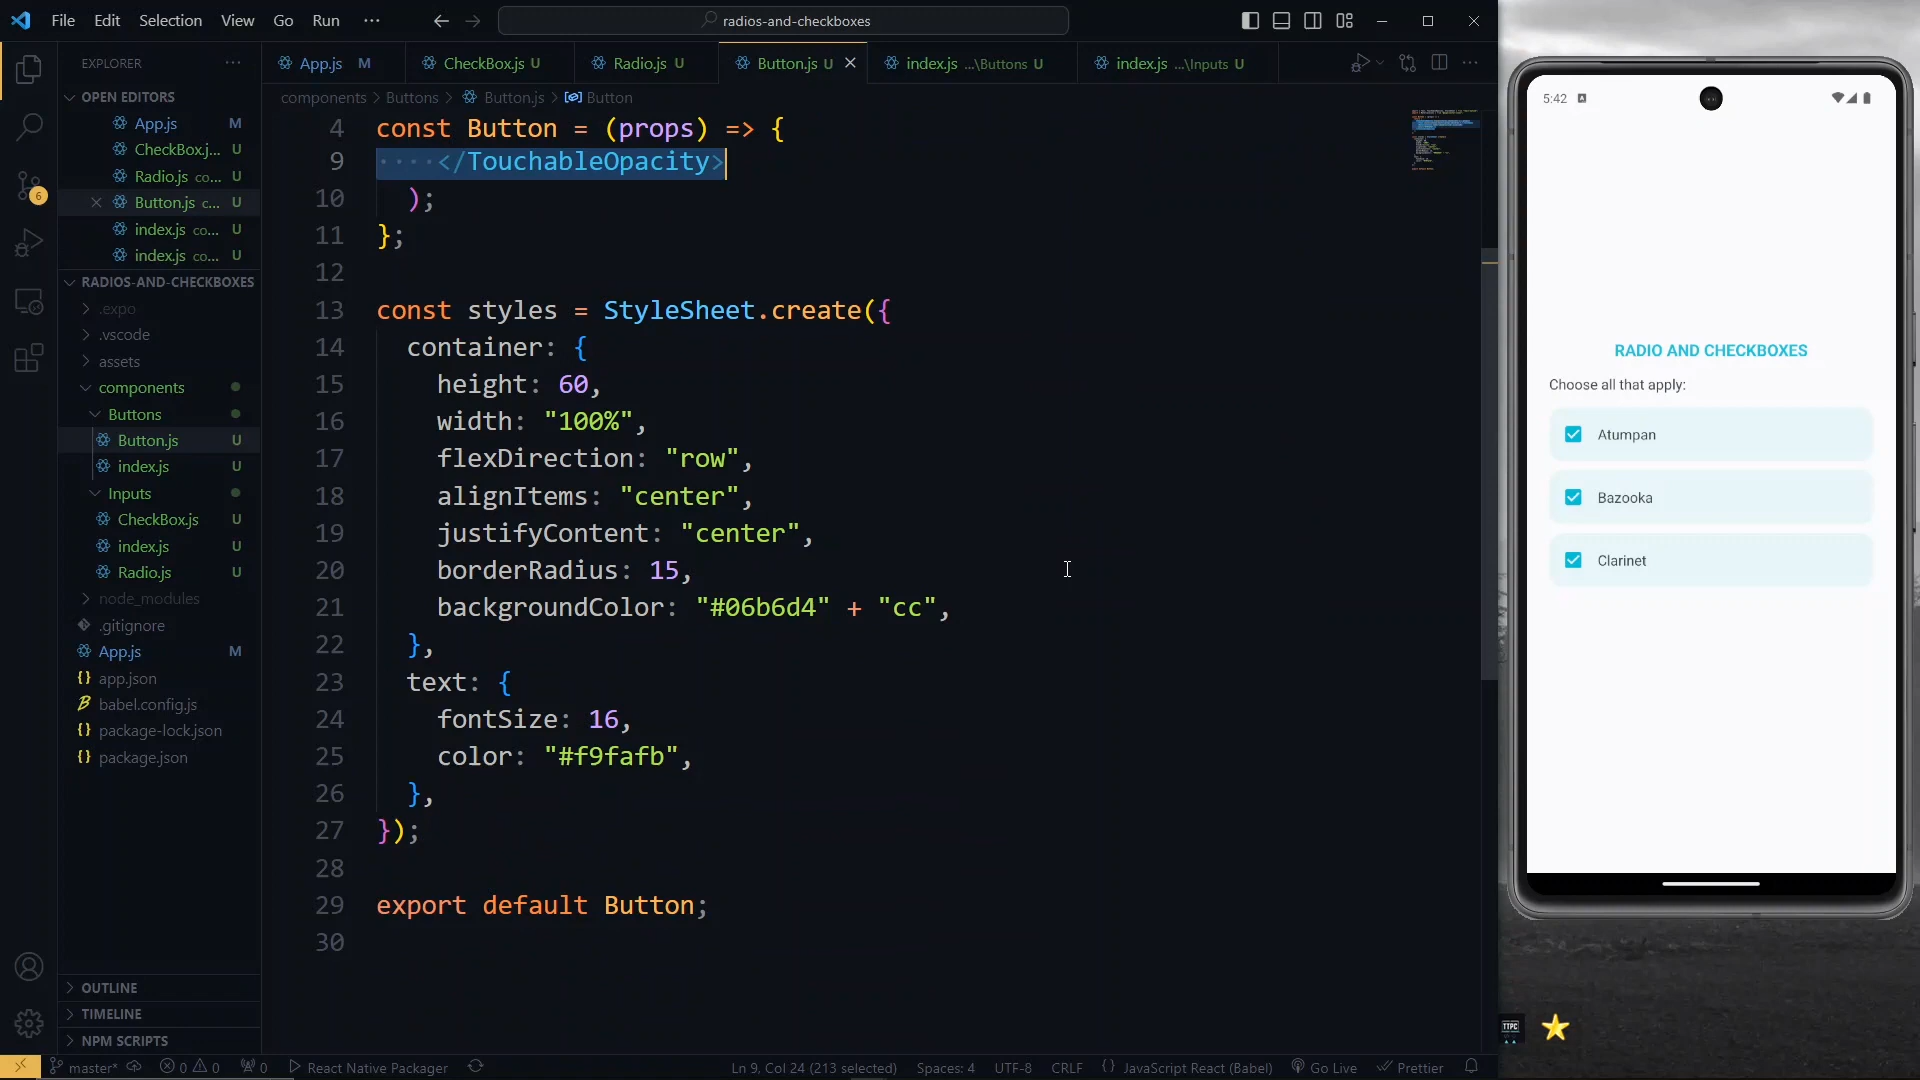 File Edit Selection View Go Run ···
radios-and-checkboxes
EXPLORER ···
App.js M
CheckBox.js U
Radio.js U
Button.js U
index.js ...\Buttons U
index.js ...\Inputs U
components > Buttons > Button.js > Button
OPEN EDITORS
App.js M
CheckBox.j... U
Radio.js co... U
Button.js c... U
index.js co... U
index.js co... U
RADIOS-AND-CHECKBOXES
.expo
.vscode
assets
components
Buttons
Button.js U
index.js U
Inputs
CheckBox.js U
index.js U
Radio.js U
node_modules
.gitignore
App.js M
app.json
babel.config.js
package-lock.json
package.json
OUTLINE
TIMELINE
NPM SCRIPTS
6
4 const Button = (props) => {
9 ····</TouchableOpacity>
10 );
11 };
12
13 const styles = StyleSheet.create({
14 container: {
15 height: 60,
16 width: "100%",
17 flexDirection: "row",
18 alignItems: "center",
19 justifyContent: "center",
20 borderRadius: 15,
21 backgroundColor: "#06b6d4" + "cc",
22 },
23 text: {
24 fontSize: 16,
25 color: "#f9fafb",
26 },
27 });
28
29 export default Button;
30
master* 0 0 0 React Native Packager
Ln 9, Col 24 (213 selected) Spaces: 4 UTF-8 CRLF JavaScript React (Babel) Go Live Prettier
5:42
RADIO AND CHECKBOXES
Choose all that apply:
Atumpan
Bazooka
Clarinet
TTPC